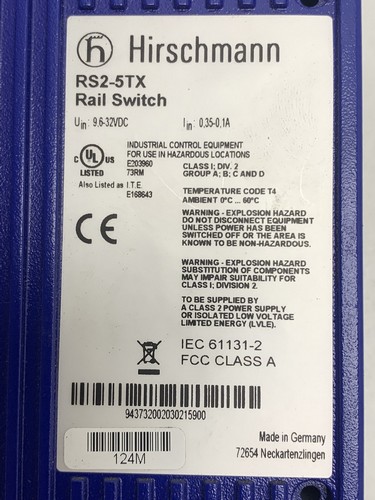 h Hirschmann
RS2-5TX
Rail Switch
Uin: 9,6-32VDC Iin: 0,35-0,1A
INDUSTRIAL CONTROL EQUIPMENT
FOR USE IN HAZARDOUS LOCATIONS
C UL US
LISTED
E203960
73RM
CLASS I; DIV. 2
GROUP A; B; C AND D
Also Listed as I.T.E.
E168643
TEMPERATURE CODE T4
AMBIENT 0°C ... 60°C
CE
WARNING - EXPLOSION HAZARD
DO NOT DISCONNECT EQUIPMENT
UNLESS POWER HAS BEEN
SWITCHED OFF OR THE AREA IS
KNOWN TO BE NON-HAZARDOUS.
WARNING - EXPLOSION HAZARD
SUBSTITUTION OF COMPONENTS
MAY IMPAIR SUITABILITY FOR
CLASS I; DIVISION 2.
TO BE SUPPLIED BY
A CLASS 2 POWER SUPPLY
OR ISOLATED LOW VOLTAGE
LIMITED ENERGY (LVLE).
IEC 61131-2
FCC CLASS A
943732002030215900
124M
Made in Germany
72654 Neckartenzlingen